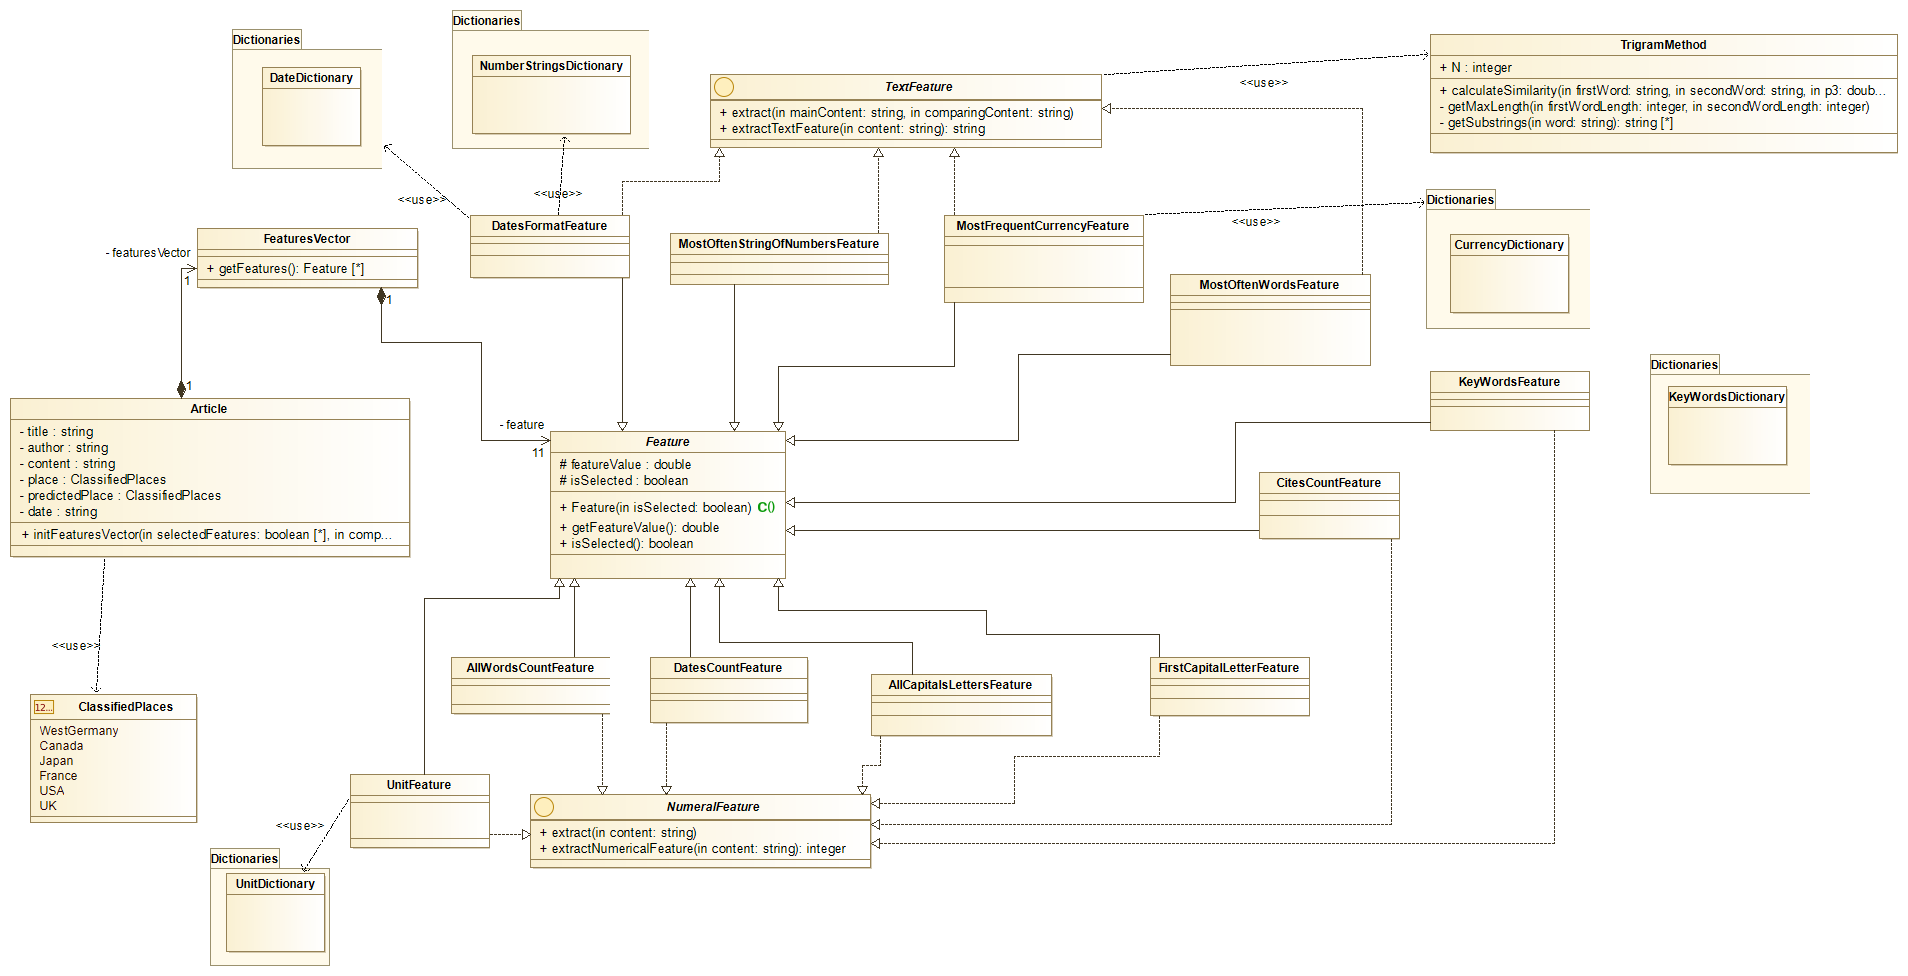 Dictionaries
DateDictionary
Dictionaries
NumberStringsDictionary
TextFeature
+ extract(in mainContent: string, in comparingContent: string)
+ extractTextFeature(in content: string): string
<<use>>
TrigramMethod
+ N : integer
+ calculateSimilarity(in firstWord: string, in secondWord: string, in p3: doub...
- getMaxLength(in firstWordLength: integer, in secondWordLength: integer)
- getSubstrings(in word: string): string [*]
<<use>>
<<use>>
DatesFormatFeature
MostOftenStringOfNumbersFeature
MostFrequentCurrencyFeature
<<use>>
Dictionaries
CurrencyDictionary
MostOftenWordsFeature
- featuresVector
1
FeaturesVector
+ getFeatures(): Feature [*]
1
Dictionaries
KeyWordsDictionary
KeyWordsFeature
1
Article
- title : string
- author : string
- content : string
- place : ClassifiedPlaces
- predictedPlace : ClassifiedPlaces
- date : string
+ initFeaturesVector(in selectedFeatures: boolean [*], in comp...
- feature
11
Feature
# featureValue : double
# isSelected : boolean
+ Feature(in isSelected: boolean) C()
+ getFeatureValue(): double
+ isSelected(): boolean
CitesCountFeature
<<use>>
ClassifiedPlaces
12...
WestGermany
Canada
Japan
France
USA
UK
AllWordsCountFeature
DatesCountFeature
AllCapitalsLettersFeature
FirstCapitalLetterFeature
UnitFeature
<<use>>
Dictionaries
UnitDictionary
NumeralFeature
+ extract(in content: string)
+ extractNumericalFeature(in content: string): integer